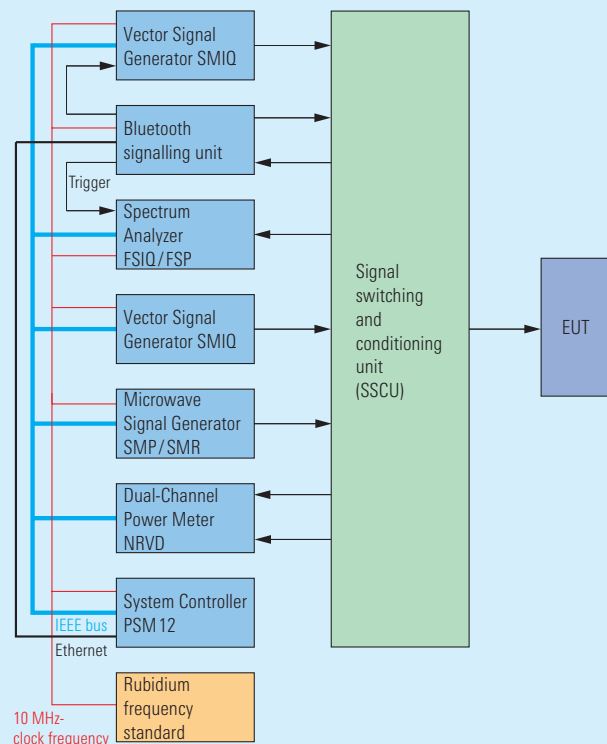 Vector Signal
Generator SMIQ
Bluetooth
signalling unit
Trigger
Spectrum
Analyzer
FSIQ/FSP
Vector Signal
Generator SMIQ
Microwave
Signal Generator
SMP/SMR
Dual-Channel
Power Meter
NRVD
System Controller
PSM 12
IEEE bus
Ethernet
Rubidium
frequency
standard
10 MHz-
clock frequency
Signal
switching
and
conditioning
unit
(SSCU)
EUT